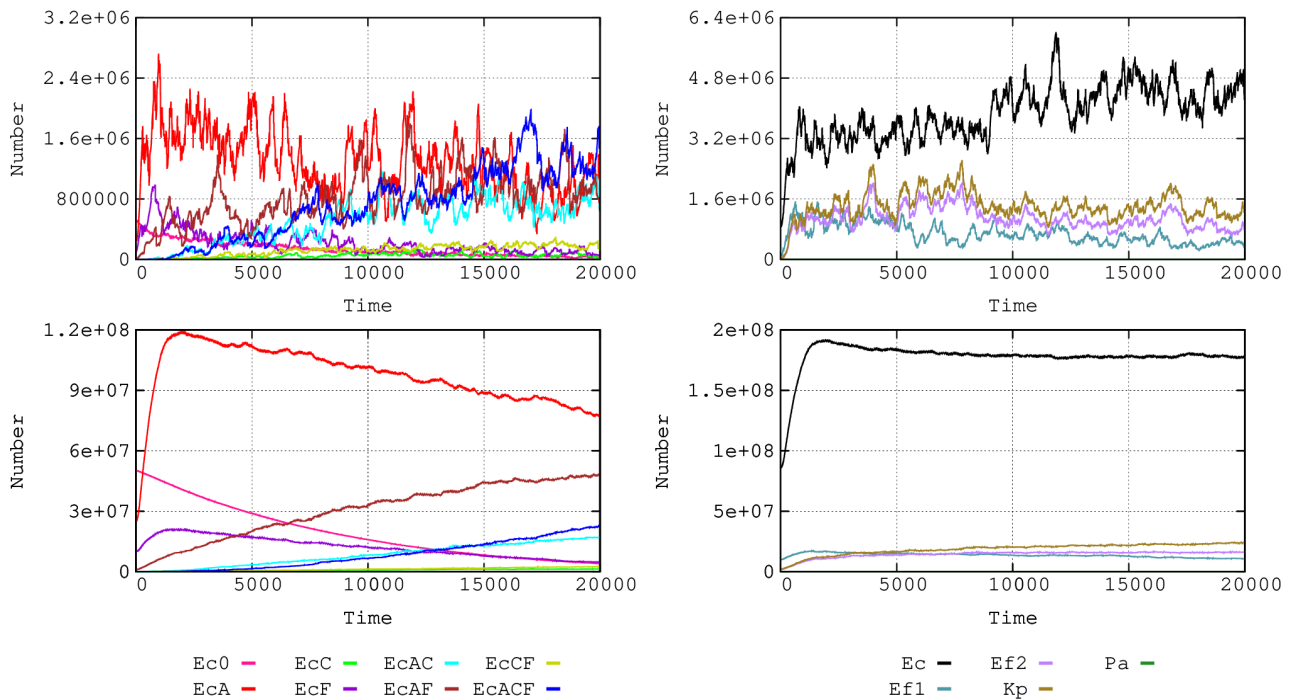 3.2e+06
2.4e+06
1.6e+06
800000
0
Number
0 5000 10000 15000 20000
Time
6.4e+06
4.8e+06
3.2e+06
1.6e+06
0
Number
0 5000 10000 15000 20000
Time
1.2e+08
9e+07
6e+07
3e+07
0
Number
0 5000 10000 15000 20000
Time
2e+08
1.5e+08
1e+08
5e+07
0
Number
0 5000 10000 15000 20000
Time
Ec0 EcC EcAC EcCF
EcA EcF EcAF EcACF
Ec Ef2 Pa
Ef1 Kp